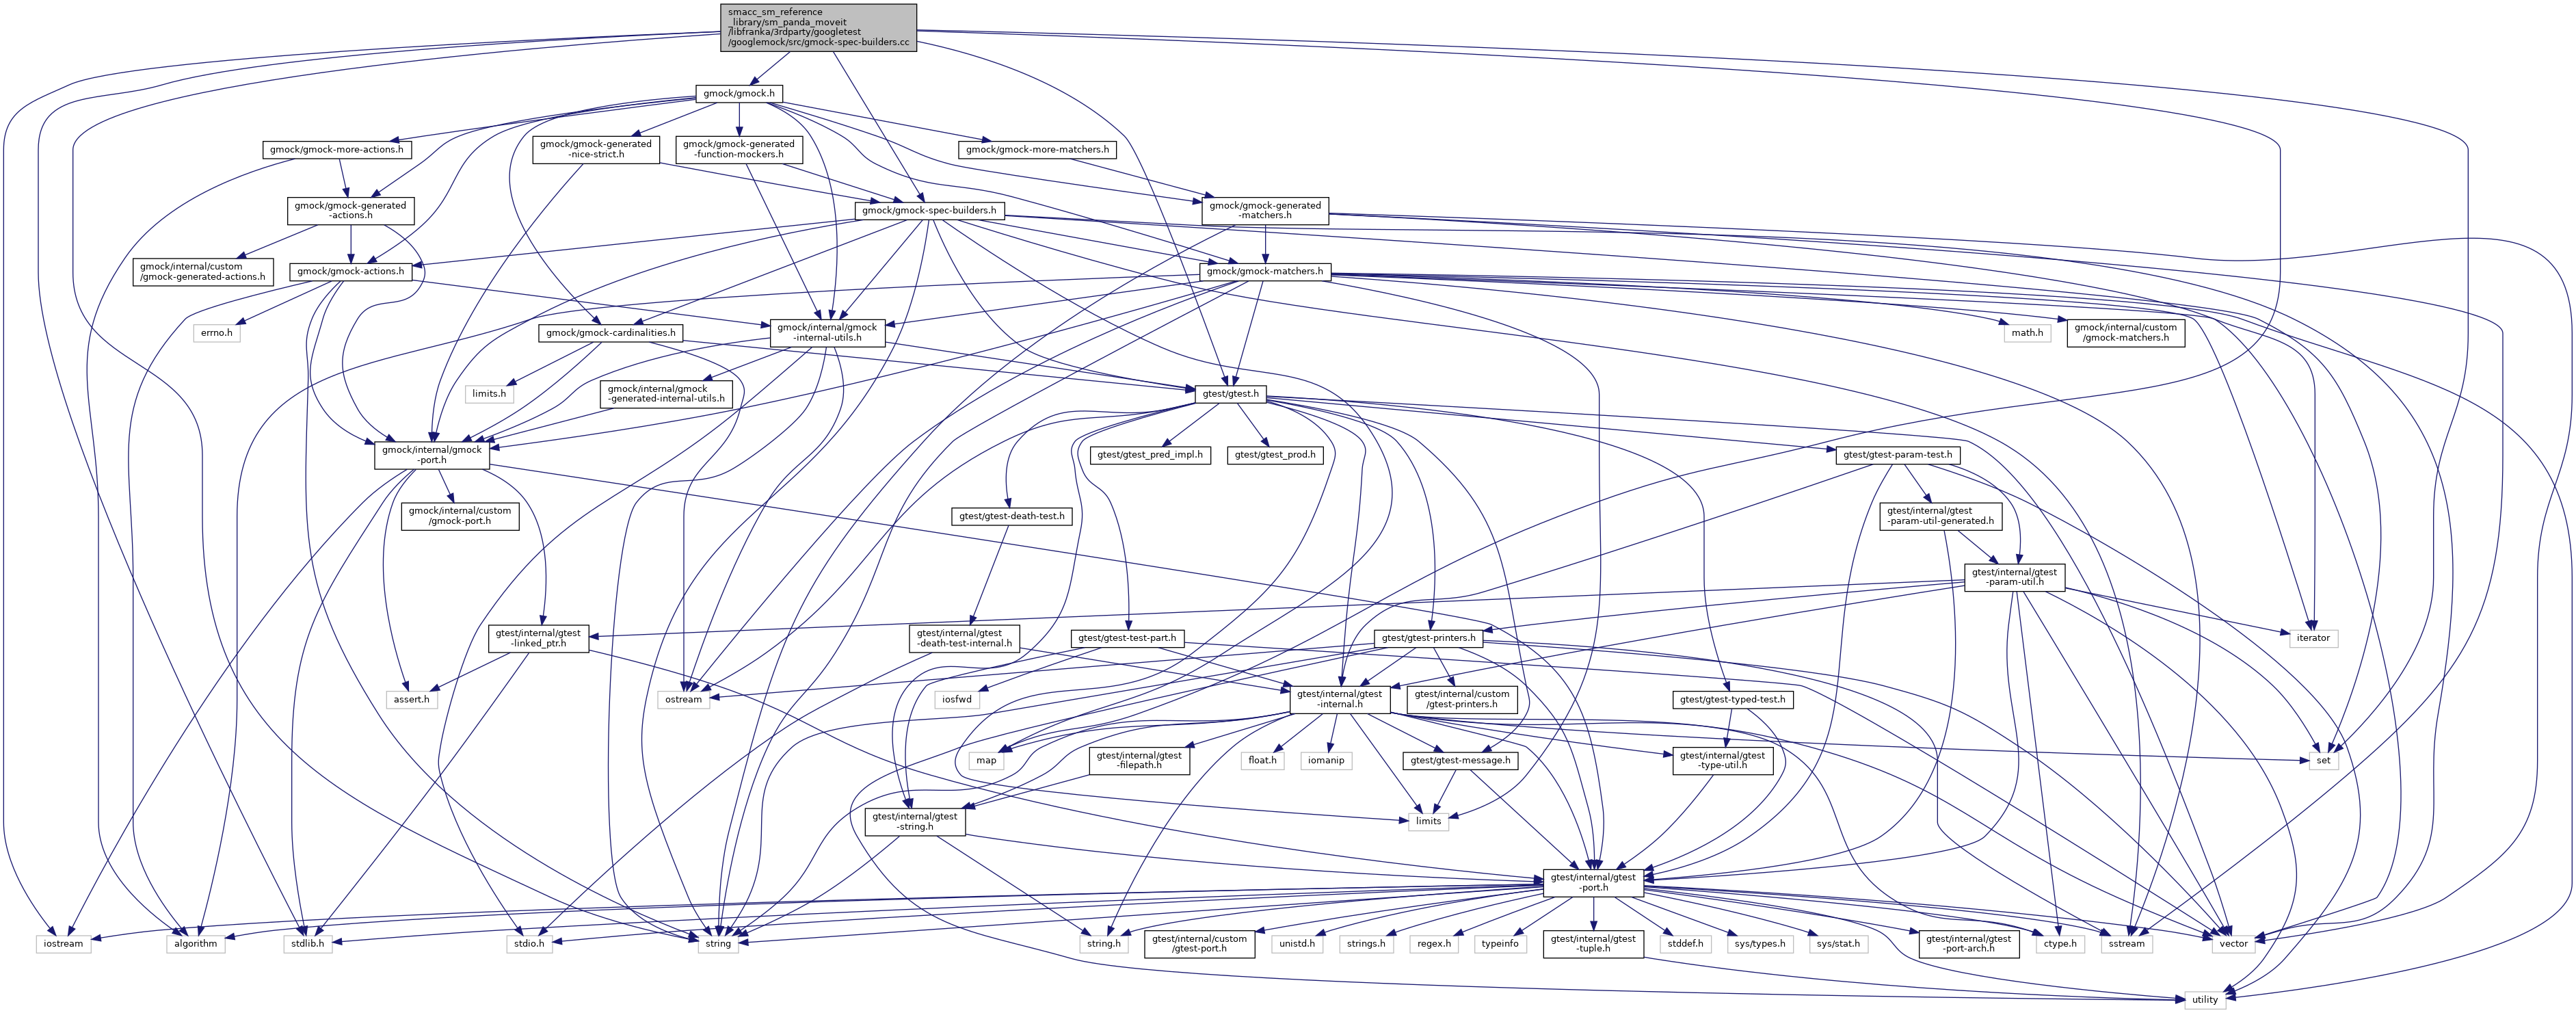 smacc_sm_reference
_library/sm_panda_moveit
/libfranka/3rdparty/googletest
/googlemock/src/gmock-spec-builders.cc
gmock/gmock.h
gmock/gmock-more-actions.h
gmock/gmock-generated
-nice-strict.h
gmock/gmock-generated
-function-mockers.h
gmock/gmock-more-matchers.h
gmock/gmock-generated
-actions.h
gmock/gmock-spec-builders.h
gmock/gmock-generated
-matchers.h
gmock/internal/custom
/gmock-generated-actions.h
gmock/gmock-actions.h
gmock/gmock-matchers.h
errno.h
gmock/gmock-cardinalities.h
gmock/internal/gmock
-internal-utils.h
math.h
gmock/internal/custom
/gmock-matchers.h
limits.h
gmock/internal/gmock
-generated-internal-utils.h
gtest/gtest.h
gmock/internal/gmock
-port.h
gtest/gtest_pred_impl.h
gtest/gtest_prod.h
gtest/gtest-param-test.h
gmock/internal/custom
/gmock-port.h
gtest/gtest-death-test.h
gtest/internal/gtest
-param-util-generated.h
gtest/internal/gtest
-param-util.h
gtest/internal/gtest
-linked_ptr.h
gtest/internal/gtest
-death-test-internal.h
gtest/gtest-test-part.h
gtest/gtest-printers.h
iterator
assert.h
ostream
iosfwd
gtest/internal/gtest
-internal.h
gtest/internal/custom
/gtest-printers.h
gtest/gtest-typed-test.h
map
gtest/internal/gtest
-filepath.h
float.h
iomanip
gtest/gtest-message.h
gtest/internal/gtest
-type-util.h
set
gtest/internal/gtest
-string.h
limits
gtest/internal/gtest
-port.h
iostream
algorithm
stdlib.h
stdio.h
string
string.h
gtest/internal/custom
/gtest-port.h
unistd.h
strings.h
regex.h
typeinfo
gtest/internal/gtest
-tuple.h
stddef.h
sys/types.h
sys/stat.h
gtest/internal/gtest
-port-arch.h
ctype.h
sstream
vector
utility